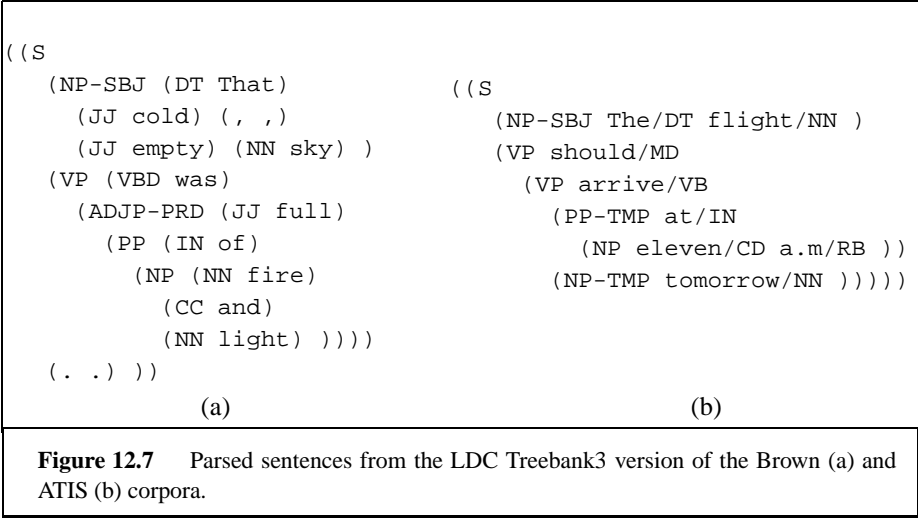 ((S
(NP-SBJ (DT That)
(JJ cold) (, ,)
(JJ empty) (NN sky) )
(VP (VBD was)
(ADJP-PRD (JJ full)
(PP (IN of)
(NP (NN fire)
(CC and)
(NN light) ))))
(. .) ))
(a)
((S
(NP-SBJ The/DT flight/NN )
(VP should/MD
(VP arrive/VB
(PP-TMP at/IN
(NP eleven/CD a.m/RB ))
(NP-TMP tomorrow/NN )))))
(b)
Figure 12.7 Parsed sentences from the LDC Treebank3 version of the Brown (a) and
ATIS (b) corpora.